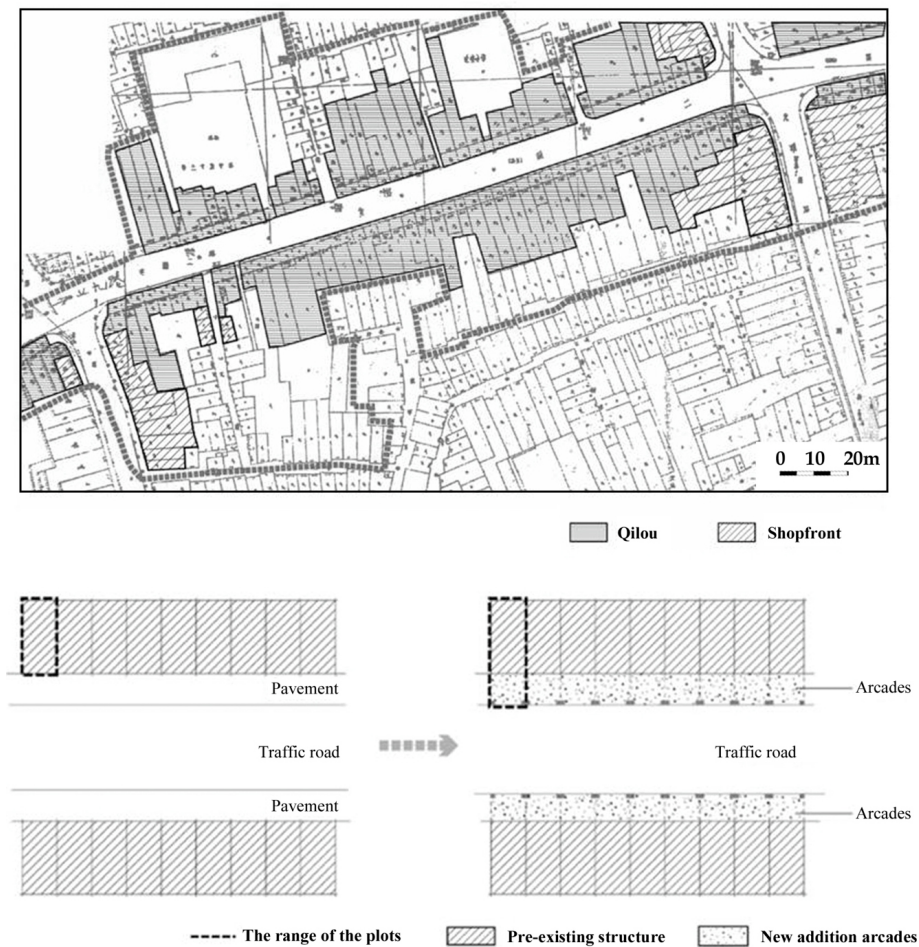 0 10 20m
Qilou Shopfront
Pavement
Traffic road
Pavement
Arcades
Traffic road
Arcades
The range of the plots Pre-existing structure New addition arcades